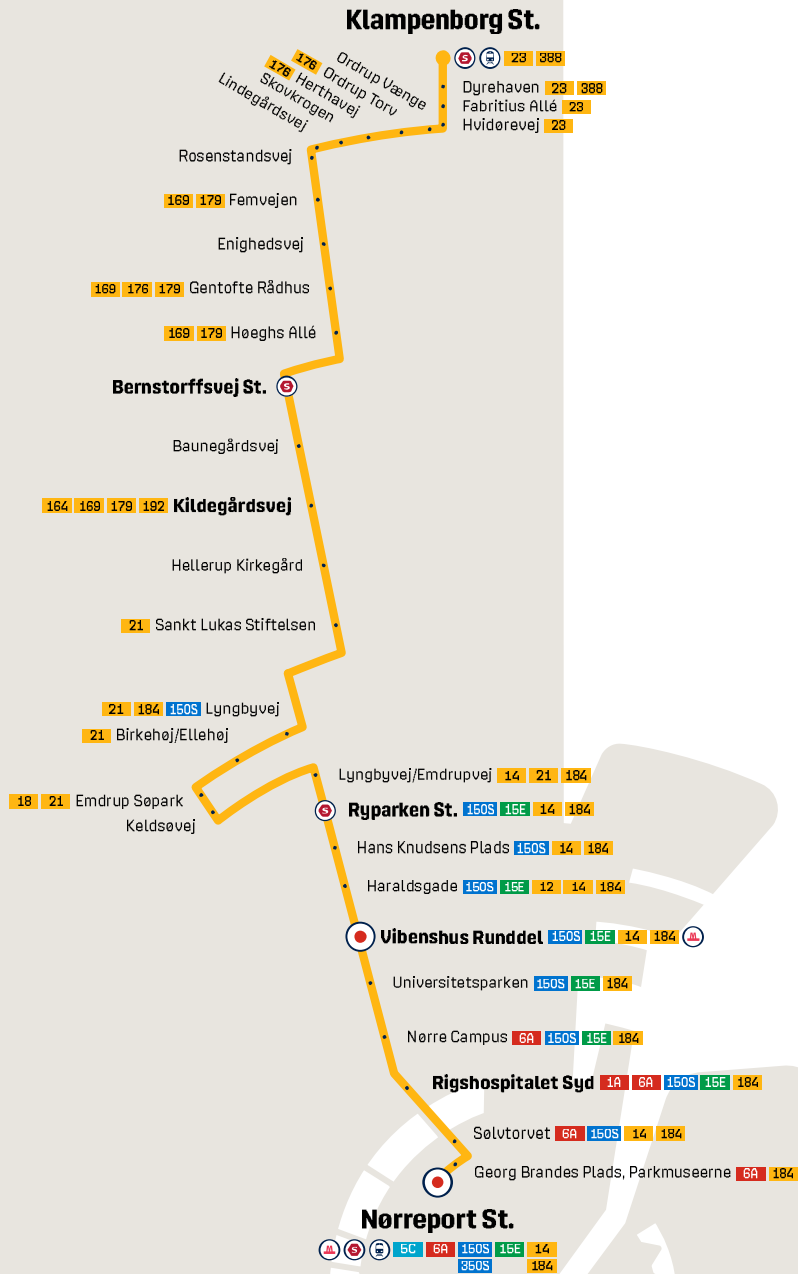 Klampenborg St.
S 23 388
Ordrup Vænge
176 Ordrup Torv
176 Herthavej
Skovkrogen
Lindegårdsvej
Dyrehaven 23 388
Fabritius Allé 23
Hvidørevej 23
Rosenstandsvej
169 179 Femvejen
Enighedsvej
169 176 179 Gentofte Rådhus
169 179 Høeghs Allé
Bernstorffsvej St. S
Baunegårdsvej
164 169 179 192 Kildegårdsvej
Hellerup Kirkegård
21 Sankt Lukas Stiftelsen
21 184 150S Lyngbyvej
21 Birkehøj/Ellehøj
18 21 Emdrup Søpark
Keldsøvej
Lyngbyvej/Emdrupvej 14 21 184
S Ryparken St. 150S 15E 14 184
Hans Knudsens Plads 150S 14 184
Haraldsgade 150S 15E 12 14 184
Vibenshus Runddel 150S 15E 14 184 M
Universitetsparken 150S 15E 184
Nørre Campus 6A 150S 15E 184
Rigshospitalet Syd 1A 6A 150S 15E 184
Sølvtorvet 6A 150S 14 184
Georg Brandes Plads, Parkmuseerne 6A 184
Nørreport St.
M S 5C 6A 150S 15E 14
350S 184